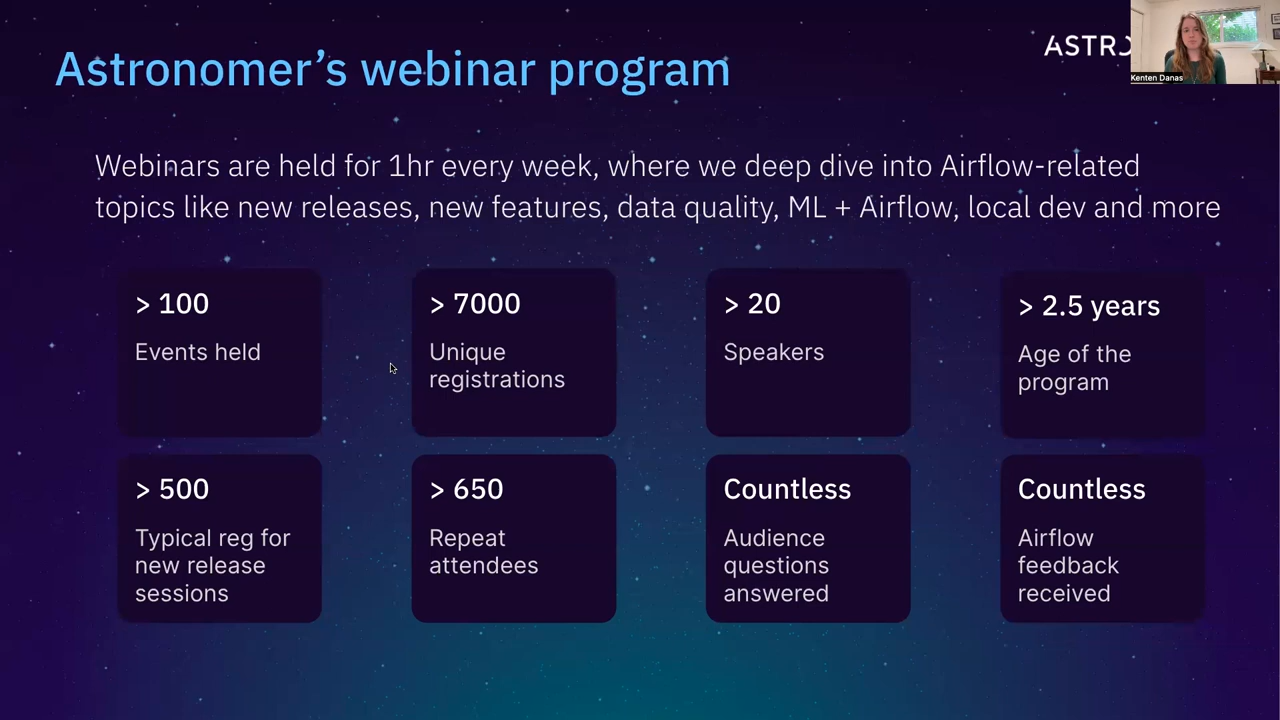 Astronomer’s webinar program
ASTRO
Kenten Danas
Webinars are held for 1hr every week, where we deep dive into Airflow-related
topics like new releases, new features, data quality, ML + Airflow, local dev and more
> 100
Events held
> 7000
Unique
registrations
> 20
Speakers
> 2.5 years
Age of the
program
> 500
Typical reg for
new release
sessions
> 650
Repeat
attendees
Countless
Audience
questions
answered
Countless
Airflow
feedback
received